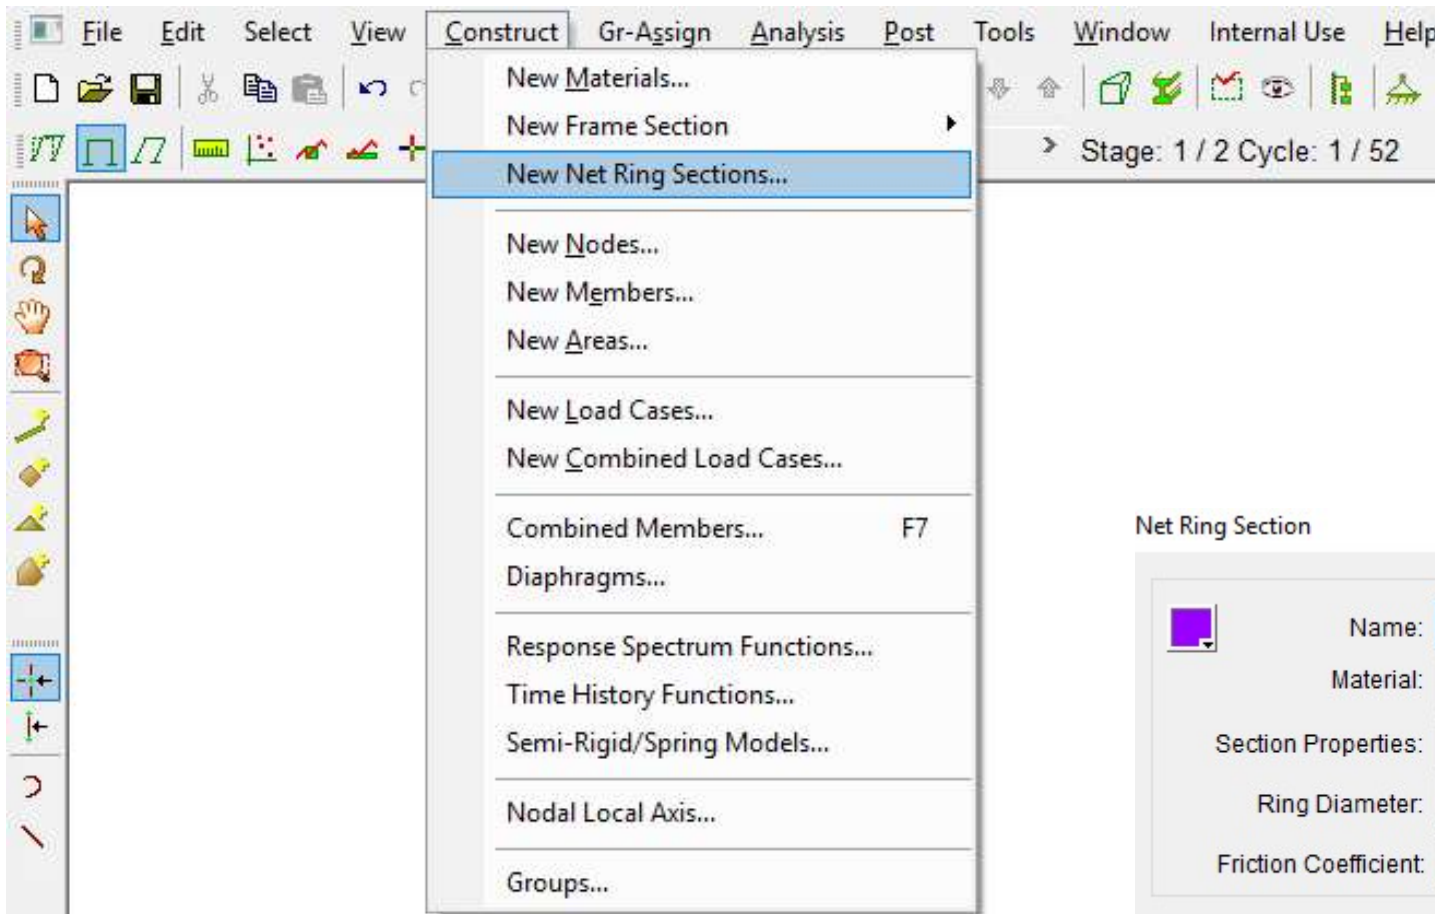 File Edit Select View Construct Gr-Assign Analysis Post Tools Window Internal Use Help
Stage: 1 / 2 Cycle: 1 / 52
New Materials...
New Frame Section
New Net Ring Sections...
New Nodes...
New Members...
New Areas...
New Load Cases...
New Combined Load Cases...
Combined Members... F7
Diaphragms...
Response Spectrum Functions...
Time History Functions...
Semi-Rigid/Spring Models...
Nodal Local Axis...
Groups...
Net Ring Section
Name:
Material:
Section Properties:
Ring Diameter:
Friction Coefficient: